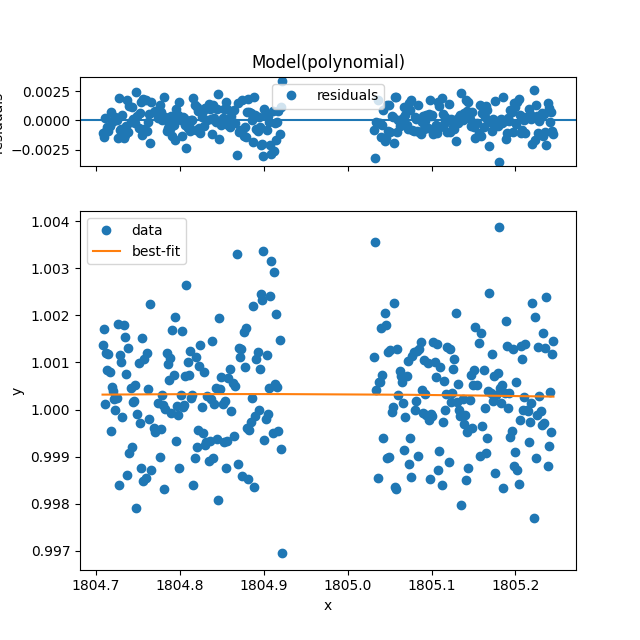 Model(polynomial)
residuals
0.0025
0.0000
−0.0025
residuals
data
best-fit
y
1.004
1.003
1.002
1.001
1.000
0.999
0.998
0.997
1804.7 1804.8 1804.9 1805.0 1805.1 1805.2
x